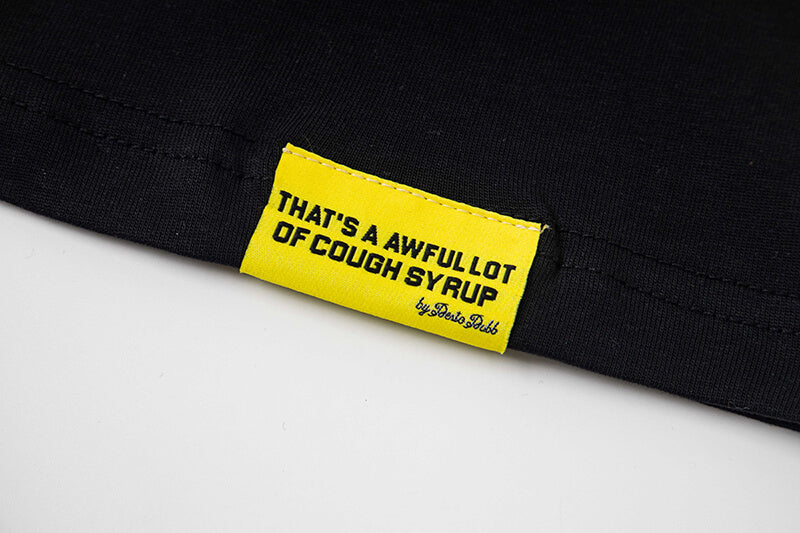 THAT'S A AWFUL LOT
OF COUGH SYRUP
by Desto Dubb